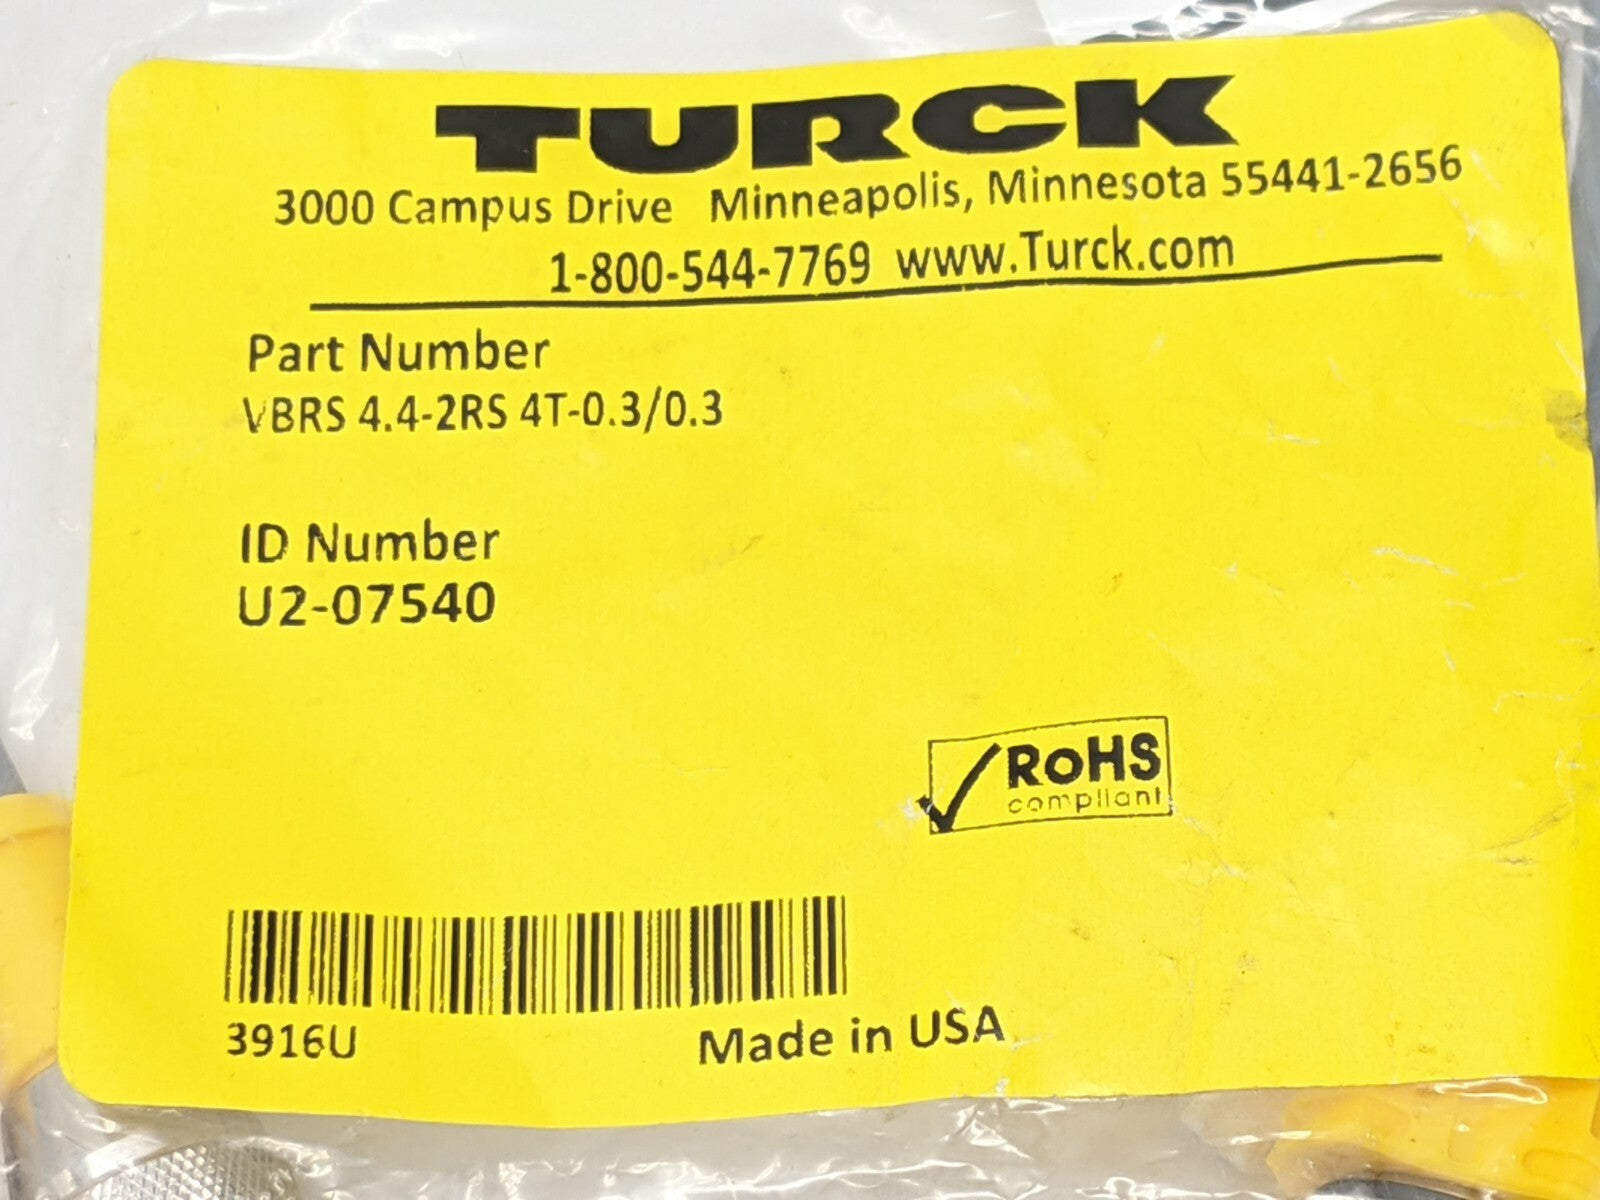 TURCK
3000 Campus Drive Minneapolis, Minnesota 55441-2656
1-800-544-7769 www.Turck.com
Part Number
VBRS 4.4-2RS 4T-0.3/0.3
ID Number
U2-07540
RoHS
compliant
3916U
Made in USA